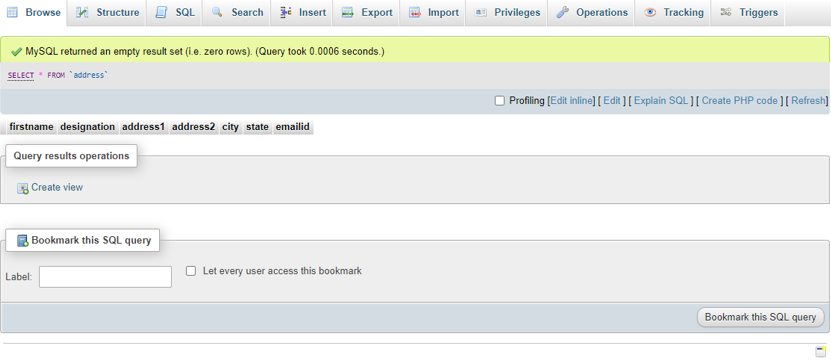 Browse Structure SQL Search Insert Export Import Privileges Operations Tracking Triggers
MySQL returned an empty result set (i.e. zero rows). (Query took 0.0006 seconds.)
SELECT * FROM `address`
Profiling [Edit inline] [ Edit ] [ Explain SQL ] [ Create PHP code ] [ Refresh]
firstname designation address1 address2 city state emailid
Query results operations
Create view
Bookmark this SQL query
Label: Let every user access this bookmark
Bookmark this SQL query